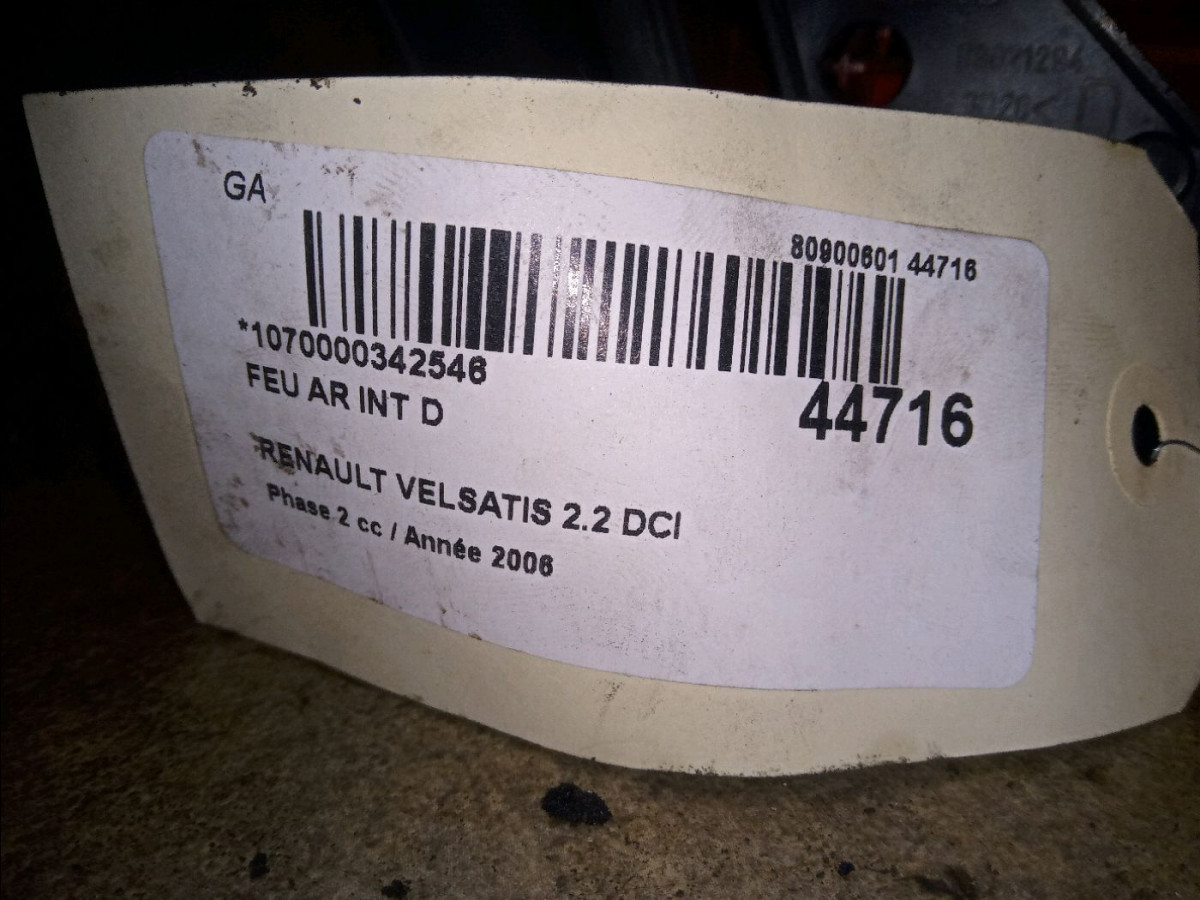 GA
80900601 44716
*1070000342546
44716
FEU AR INT D
RENAULT VELSATIS 2.2 DCI
Phase 2 cc / Année 2006